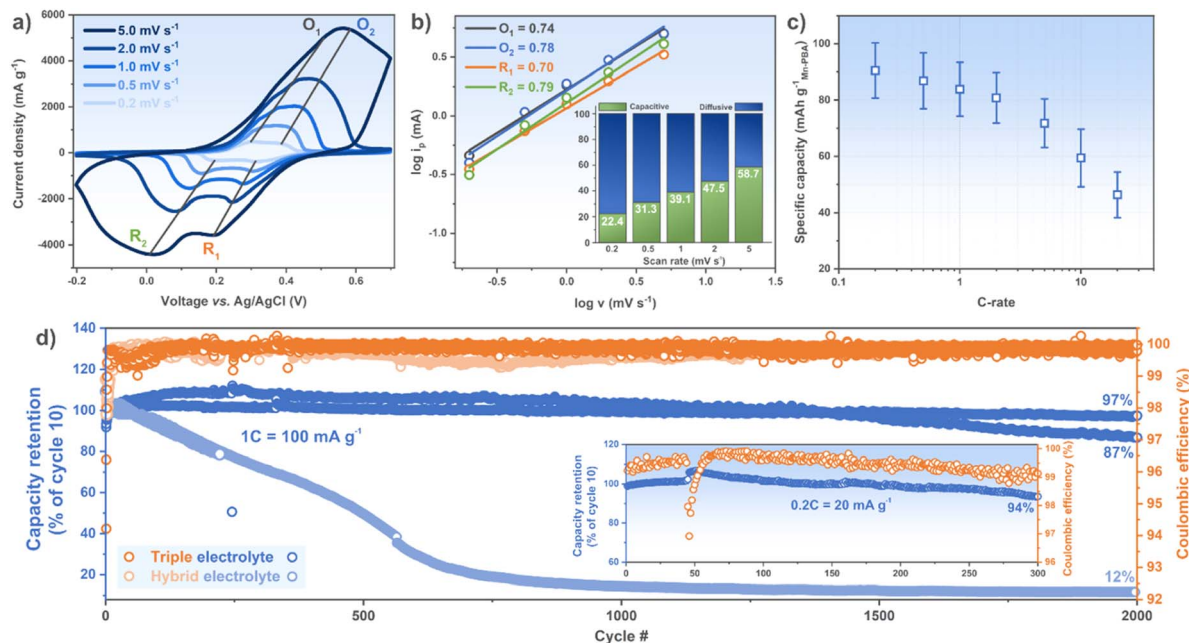 a)
5.0 mV s⁻¹
2.0 mV s⁻¹
1.0 mV s⁻¹
0.5 mV s⁻¹
0.2 mV s⁻¹
O₁
O₂
R₂
R₁
6000
4000
2000
0
-2000
-4000
Current density (mA g⁻¹)
-0.2
0.0
0.2
0.4
0.6
Voltage vs. Ag/AgCl (V)
b)
O₁ = 0.74
O₂ = 0.78
R₁ = 0.70
R₂ = 0.79
0.5
0.0
-0.5
-1.0
log iₚ (mA)
-0.5
0.0
0.5
1.0
log ν (mV s⁻¹)
Capacitive
Diffusive
100
80
60
40
20
0
22.4
31.3
39.1
47.5
58.7
0.2
0.5
1
2
5
Scan rate (mV s⁻)
c)
120
100
80
60
40
20
Specific capacity (mAh g⁻¹ Mn-PBA)
0.1
1
10
100
C-rate
d)
140
120
100
80
60
40
20
Capacity retention
(% of cycle 10)
1C = 100 mA g⁻¹
97%
87%
12%
Triple electrolyte
Hybrid electrolyte
100
99
98
97
96
95
94
93
92
Coulombic efficiency (%)
0
500
1000
1500
2000
Cycle #
120
100
80
60
Capacity retention
(% of cycle 10)
0.2C = 20 mA g⁻¹
94%
100
99
98
97
96
Coulombic efficiency (%)
0
50
100
150
200
250
300